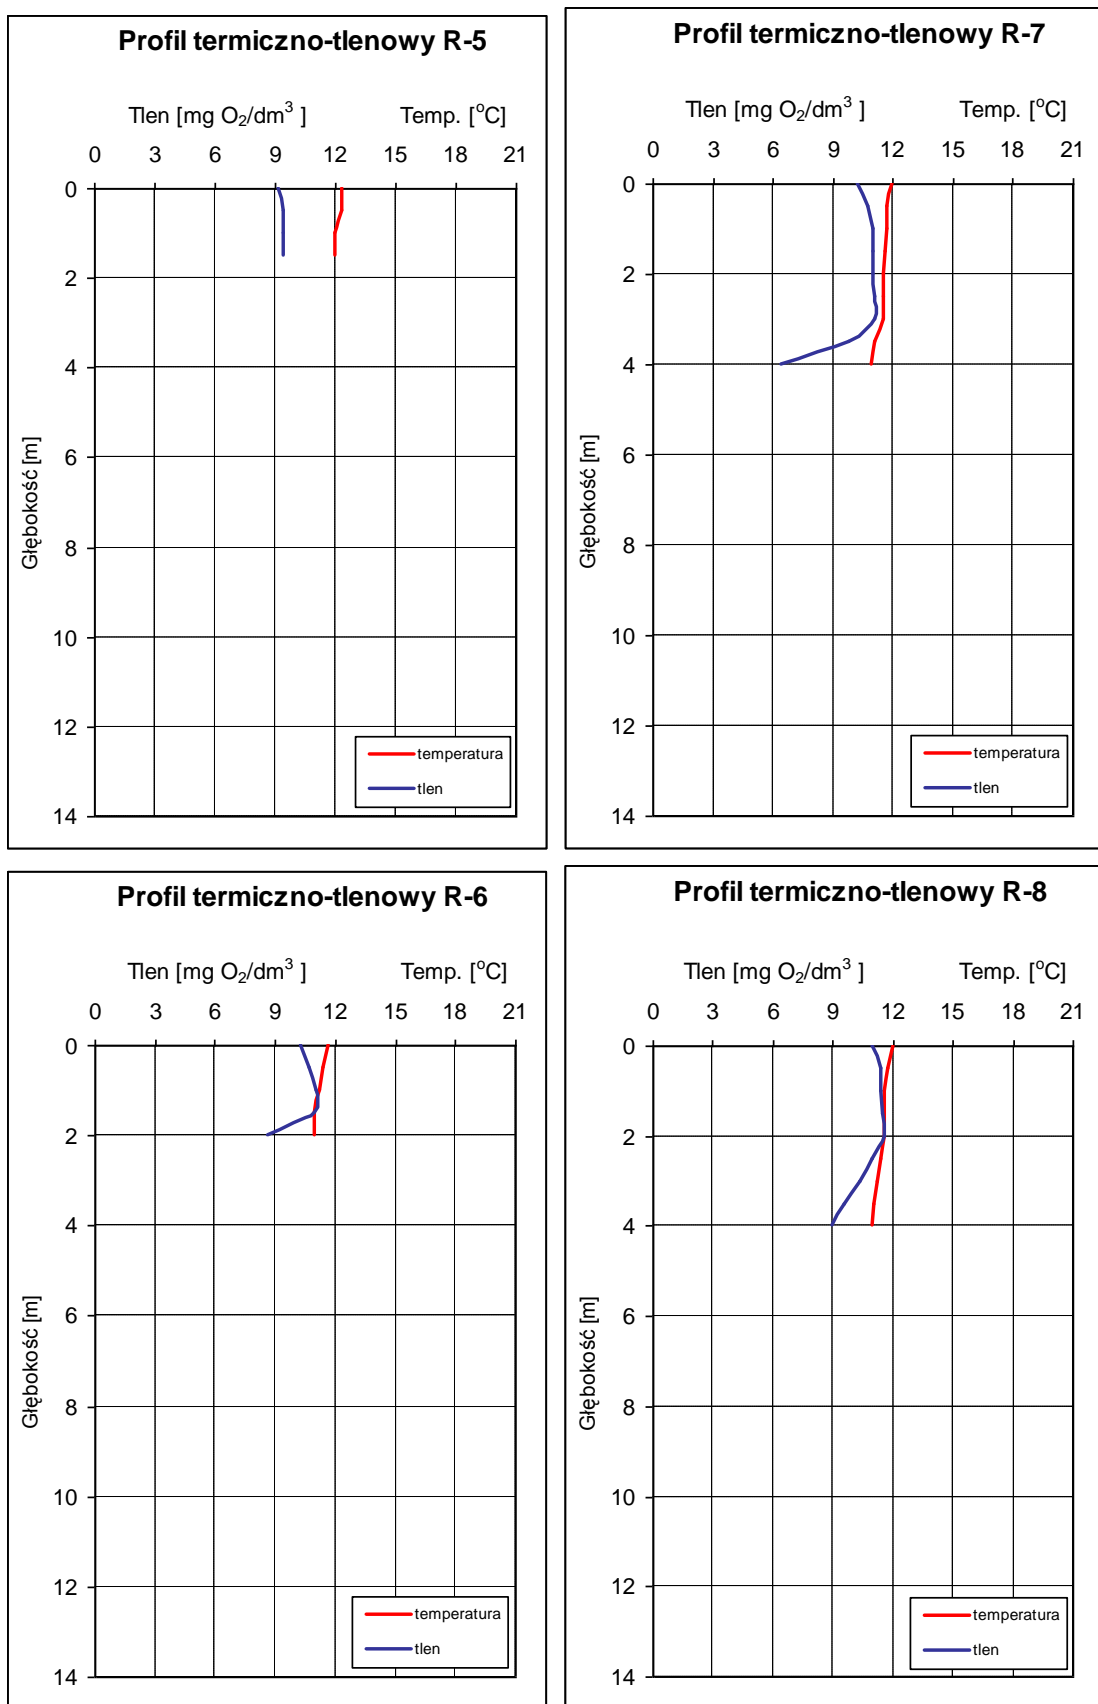 Profil termiczno-tlenowy R-5
Tlen [mg O₂/dm³ ] Temp. [°C]
0 3 6 9 12 15 18 21
0
2
4
6
8
10
12
14
Głębokość [m]
temperatura
tlen
Profil termiczno-tlenowy R-7
Tlen [mg O₂/dm³ ] Temp. [°C]
0 3 6 9 12 15 18 21
0
2
4
6
8
10
12
14
Głębokość [m]
temperatura
tlen
Profil termiczno-tlenowy R-6
Tlen [mg O₂/dm³ ] Temp. [°C]
0 3 6 9 12 15 18 21
0
2
4
6
8
10
12
14
Głębokość [m]
temperatura
tlen
Profil termiczno-tlenowy R-8
Tlen [mg O₂/dm³ ] Temp. [°C]
0 3 6 9 12 15 18 21
0
2
4
6
8
10
12
14
Głębokość [m]
temperatura
tlen